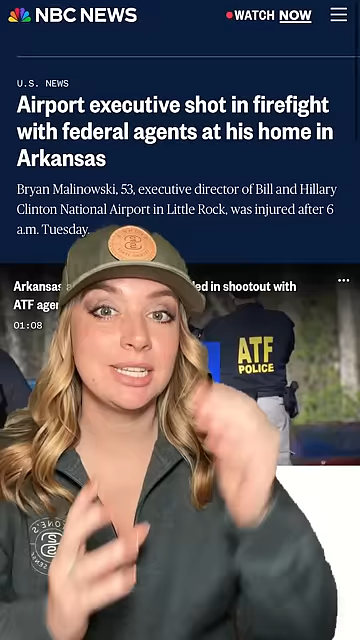 NBC NEWS
WATCH NOW
U.S. NEWS
Airport executive shot in firefight
with federal agents at his home in
Arkansas
Bryan Malinowski, 53, executive director of Bill and Hillary
Clinton National Airport in Little Rock, was injured after 6
a.m. Tuesday.
Arkansas led in shootout with
ATF
01:08
ATF
POLICE